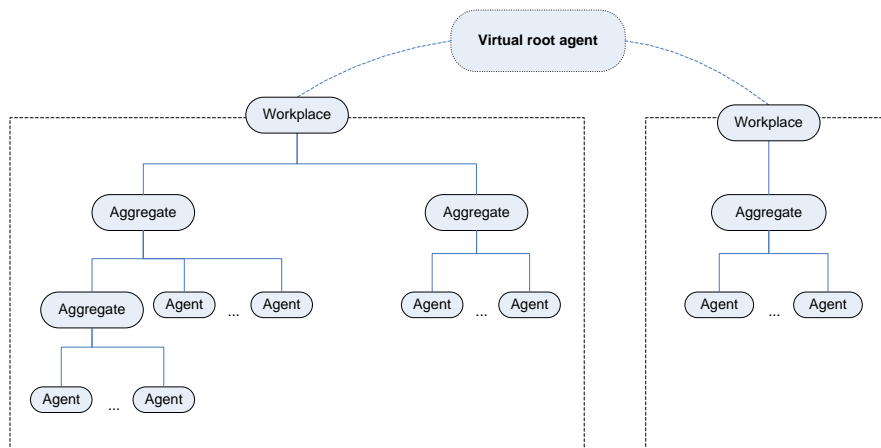 Virtual root agent
Workplace
Workplace
Aggregate
Aggregate
Aggregate
Aggregate
Agent
...
Agent
Agent
...
Agent
Agent
...
Agent
Agent
...
Agent